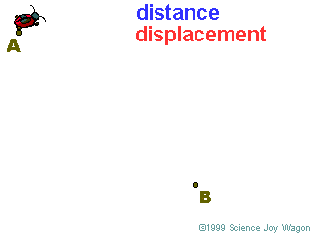 distance
displacement
A
B
©1999 Science Joy Wagon